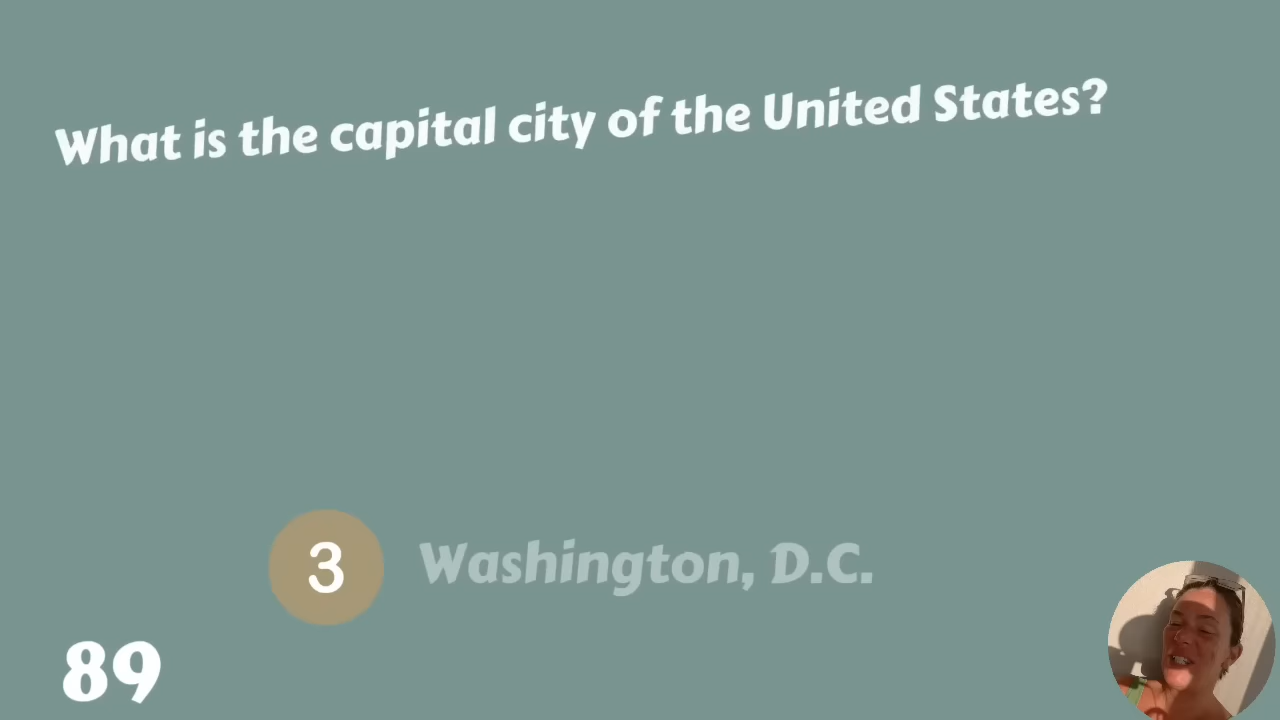 What is the capital city of the United States?
3 Washington, D.C.
89